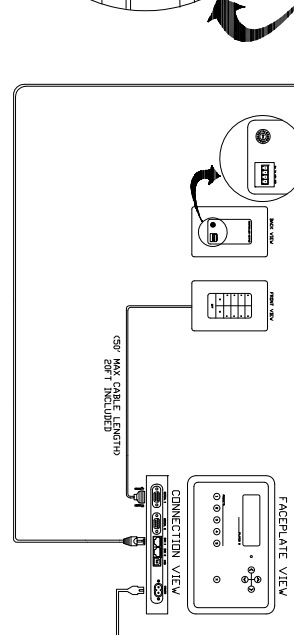 BACK VIEW
FRONT VIEW
(50' MAX CABLE LENGTH)
20FT INCLUDED
FACEPLATE VIEW
CONNECTION VIEW